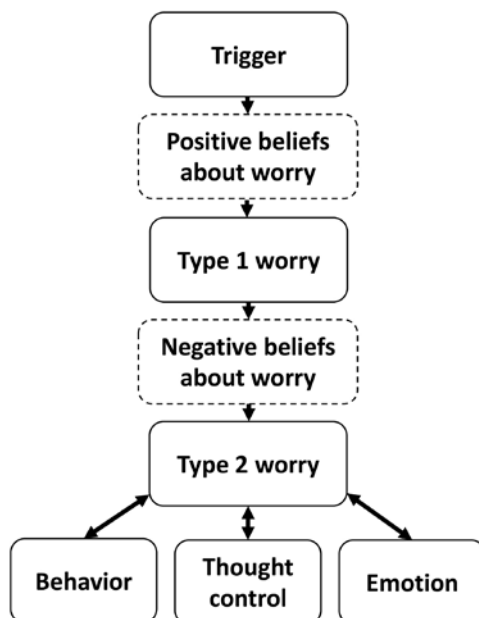 Trigger
Positive beliefs
about worry
Type 1 worry
Negative beliefs
about worry
Type 2 worry
Behavior
Thought
control
Emotion